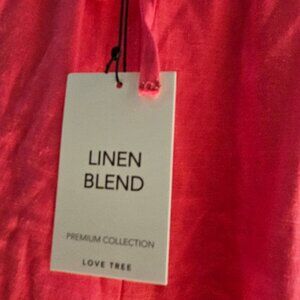 LINEN
BLEND
PREMIUM COLLECTION
LOVE TREE